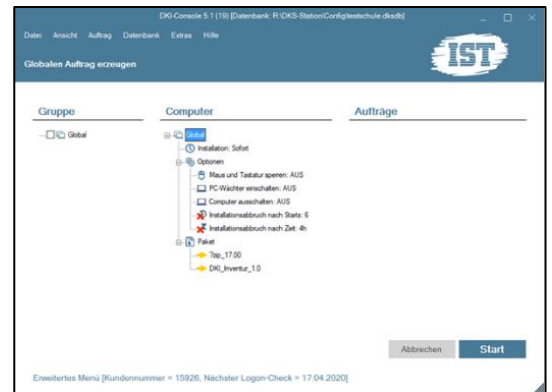 DKI-Console 5.1 (19) [Datenbank: R:\DKS-Station\Config\testschule.dksdb]
Datei Ansicht Auftrag Datenbank Extras Hilfe
Globalen Auftrag erzeugen
IST
Gruppe Computer Aufträge
Global
Global
Installation: Sofort
Optionen
Maus und Tastatur sperren: AUS
PC-Wächter einschalten: AUS
Computer ausschalten: AUS
Installationsabbruch nach Starts: 6
Installationsabbruch nach Zeit: 4h
Paket
7zip_17.00
DKI_Inventur_1.0
Abbrechen Start
Erweitertes Menü [Kundennummer = 15926, Nächster Logon-Check = 17.04.2020]